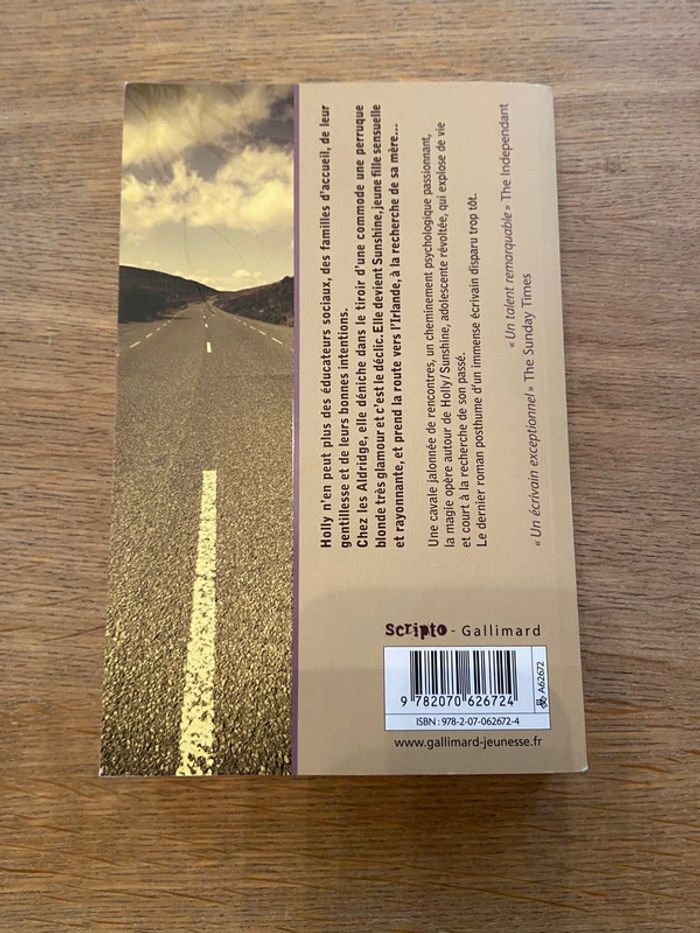 Holly n'en peut plus des éducateurs sociaux, des familles d'accueil, de leur
gentillesse et de leurs bonnes intentions.
Chez les Aldridge, elle déniche dans le tiroir d'une commode une perruque
blonde très glamour et c'est le déclic. Elle devient Sunshine, jeune fille sensuelle
et rayonnante, et prend la route vers l'Irlande, à la recherche de sa mère...
Une cavale jalonnée de rencontres, un cheminement psychologique passionnant,
la magie opère autour de Holly/Sunshine, adolescente révoltée, qui explose de vie
et court à la recherche de son passé.
Le dernier roman posthume d'un immense écrivain disparu trop tôt.
« Un talent remarquable » The Independant
« Un écrivain exceptionnel » The Sunday Times
scripto - Gallimard
9 782070 626724
A62672
ISBN : 978-2-07-062672-4
www.gallimard-jeunesse.fr